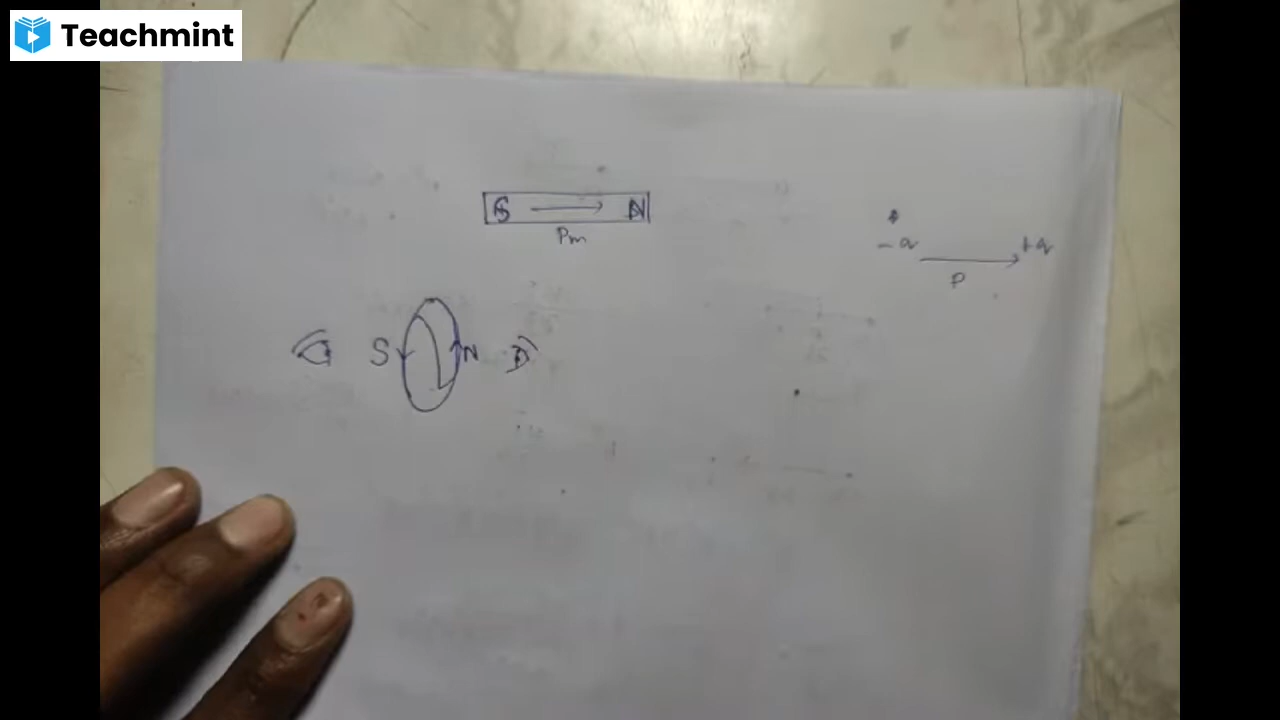 Teachmint
S → N
Pm
-q → +q
P
S N